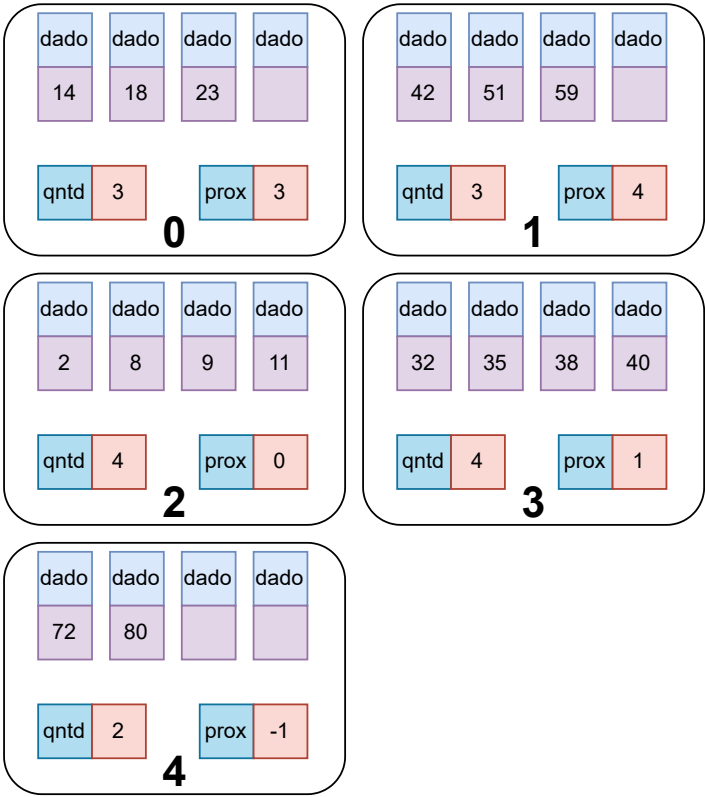 dado dado dado dado
14 18 23
qntd 3 prox 3
0
dado dado dado dado
42 51 59
qntd 3 prox 4
1
dado dado dado dado
2 8 9 11
qntd 4 prox 0
2
dado dado dado dado
32 35 38 40
qntd 4 prox 1
3
dado dado dado dado
72 80
qntd 2 prox -1
4